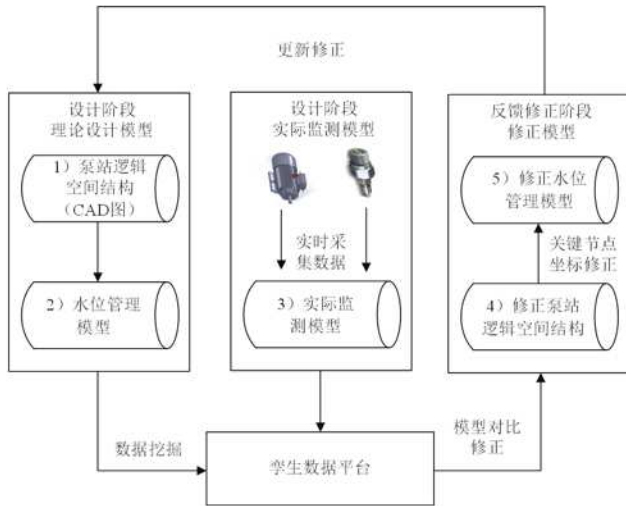 更新修正
设计阶段
理论设计模型
1）泵站逻辑
空间结构
（CAD图）
2）水位管理
模型
设计阶段
实际监测模型
实时采
集数据
3）实际监
测模型
反馈修正阶段
修正模型
5）修正水位
管理模型
关键节点
坐标修正
4）修正泵站
逻辑空间结构
数据挖掘
孪生数据平台
模型对比
修正